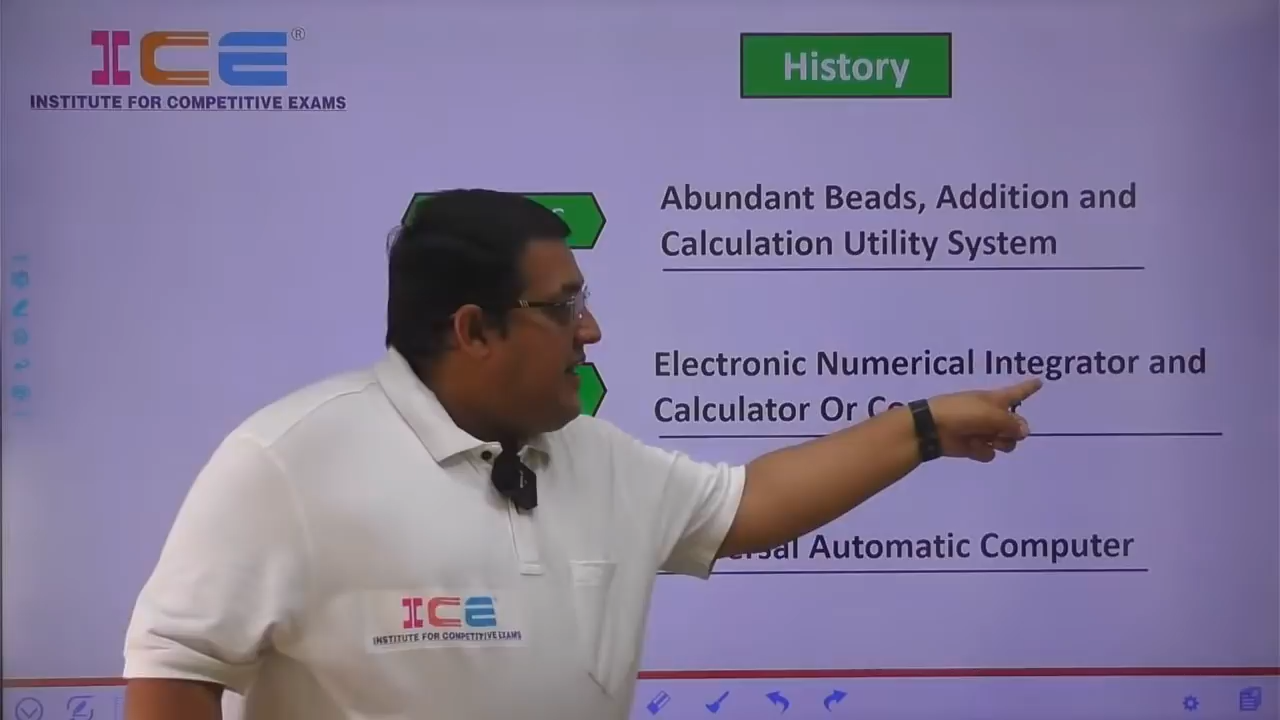 ICE®
INSTITUTE FOR COMPETITIVE EXAMS
History
Abundant Beads, Addition and
Calculation Utility System
Electronic Numerical Integrator and
Calculator Or
Automatic Computer
ICE
INSTITUTE FOR COMPETITIVE EXAMS